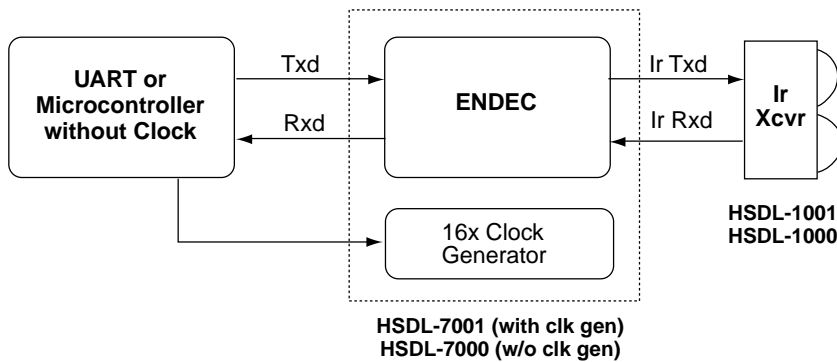 UART or
Microcontroller
without Clock
Txd
Rxd
ENDEC
16x Clock
Generator
Ir Txd
Ir Rxd
Ir
Xcvr
HSDL-1001
HSDL-1000
HSDL-7001 (with clk gen)
HSDL-7000 (w/o clk gen)